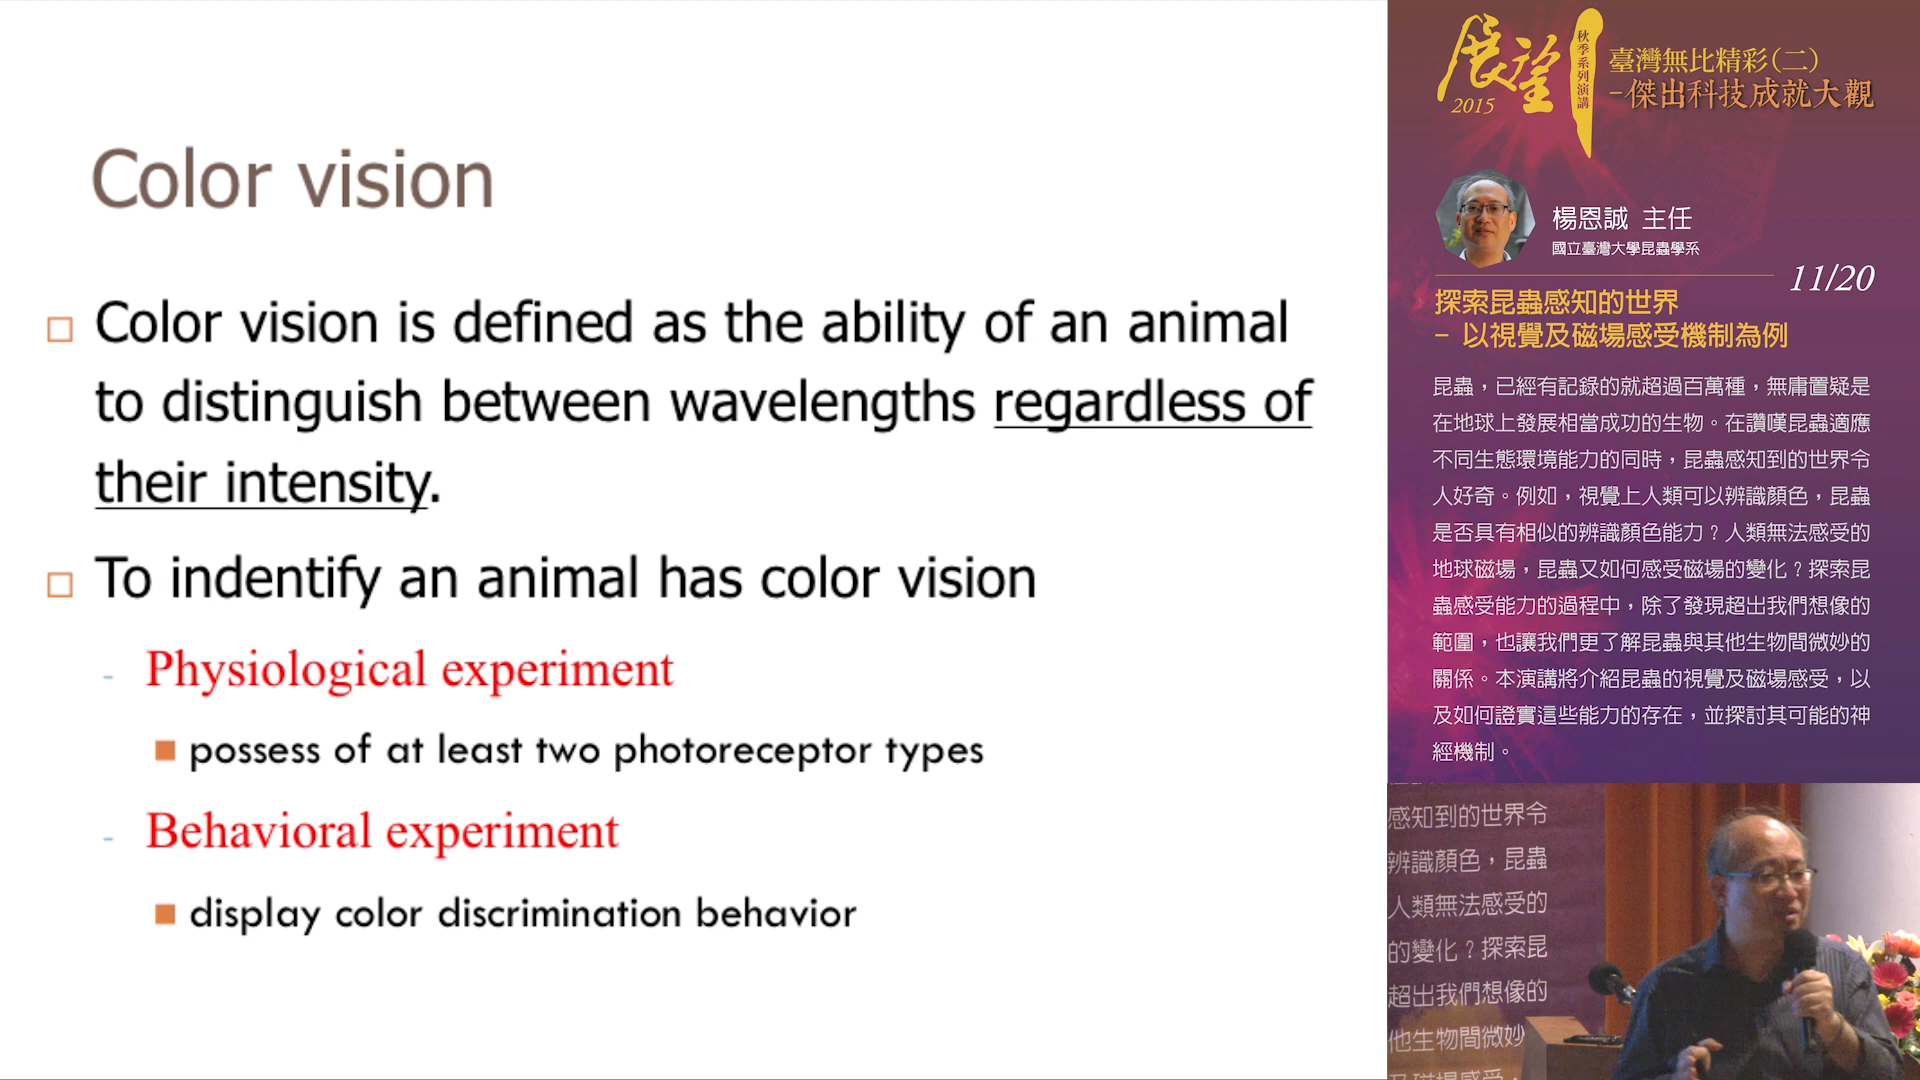 Color vision
Color vision is defined as the ability of an animal
to distinguish between wavelengths regardless of
their intensity.
To indentify an animal has color vision
- Physiological experiment
possess of at least two photoreceptor types
- Behavioral experiment
display color discrimination behavior
展望
2015
秋季系列演講
臺灣無比精彩(二)
-傑出科技成就大觀
楊恩誠 主任
國立臺灣大學昆蟲學系
11/20
探索昆蟲感知的世界
- 以視覺及磁場感受機制為例
昆蟲，已經有記錄的就超過百萬種，無庸置疑是
在地球上發展相當成功的生物。在讚嘆昆蟲適應
不同生態環境能力的同時，昆蟲感知到的世界令
人好奇。例如，視覺上人類可以辨識顏色，昆蟲
是否具有相似的辨識顏色能力？人類無法感受的
地球磁場，昆蟲又如何感受磁場的變化？探索昆
蟲感受能力的過程中，除了發現超出我們想像的
範圍，也讓我們更了解昆蟲與其他生物間微妙的
關係。本演講將介紹昆蟲的視覺及磁場感受，以
及如何證實這些能力的存在，並探討其可能的神
經機制。
感知到的世界令
辨識顏色，昆蟲
人類無法感受的
的變化？探索昆
超出我們想像的
他生物間微妙
及磁場感受，